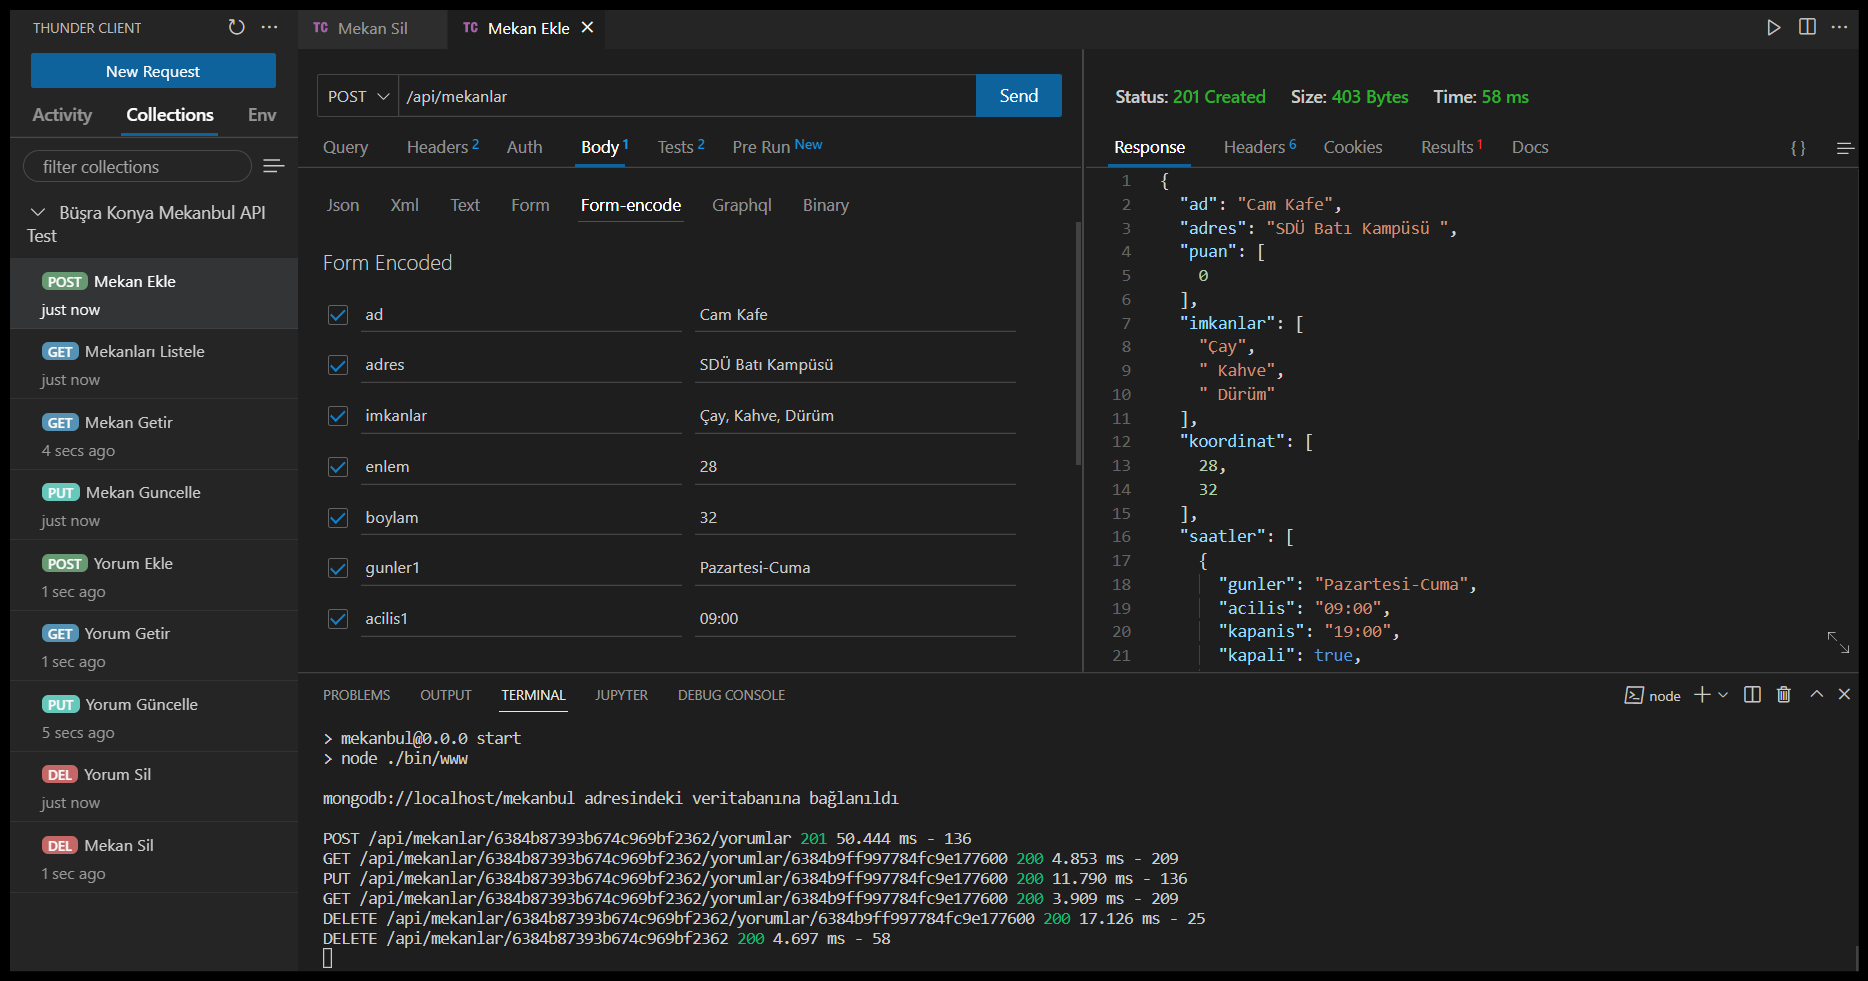 THUNDER CLIENT
New Request
Activity Collections Env
filter collections
Büşra Konya Mekanbul API
Test
POST Mekan Ekle
just now
GET Mekanları Listele
just now
GET Mekan Getir
4 secs ago
PUT Mekan Guncelle
just now
POST Yorum Ekle
1 sec ago
GET Yorum Getir
1 sec ago
PUT Yorum Güncelle
5 secs ago
DEL Yorum Sil
just now
DEL Mekan Sil
1 sec ago
TC Mekan Sil TC Mekan Ekle
POST /api/mekanlar Send
Query Headers 2 Auth Body 1 Tests 2 Pre Run New
Json Xml Text Form Form-encode Graphql Binary
Form Encoded
ad Cam Kafe
adres SDÜ Batı Kampüsü
imkanlar Çay, Kahve, Dürüm
enlem 28
boylam 32
gunler1 Pazartesi-Cuma
acilis1 09:00
Status: 201 Created Size: 403 Bytes Time: 58 ms
Response Headers 6 Cookies Results 1 Docs { }
1 {
2 "ad": "Cam Kafe",
3 "adres": "SDÜ Batı Kampüsü ",
4 "puan": [
5 0
6 ],
7 "imkanlar": [
8 "Çay",
9 " Kahve",
10 " Dürüm"
11 ],
12 "koordinat": [
13 28,
14 32
15 ],
16 "saatler": [
17 {
18 "gunler": "Pazartesi-Cuma",
19 "acilis": "09:00",
20 "kapanis": "19:00",
21 "kapali": true,
PROBLEMS OUTPUT TERMINAL JUPYTER DEBUG CONSOLE node
> mekanbul@0.0.0 start
> node ./bin/www
mongodb://localhost/mekanbul adresindeki veritabanına bağlanıldı
POST /api/mekanlar/6384b87393b674c969bf2362/yorumlar 201 50.444 ms - 136
GET /api/mekanlar/6384b87393b674c969bf2362/yorumlar/6384b9ff997784fc9e177600 200 4.853 ms - 209
PUT /api/mekanlar/6384b87393b674c969bf2362/yorumlar/6384b9ff997784fc9e177600 200 11.790 ms - 136
GET /api/mekanlar/6384b87393b674c969bf2362/yorumlar/6384b9ff997784fc9e177600 200 3.909 ms - 209
DELETE /api/mekanlar/6384b87393b674c969bf2362/yorumlar/6384b9ff997784fc9e177600 200 17.126 ms - 25
DELETE /api/mekanlar/6384b87393b674c969bf2362 200 4.697 ms - 58